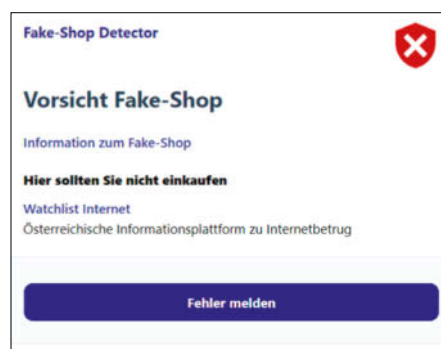 Fake-Shop Detector
Vorsicht Fake-Shop
Information zum Fake-Shop
Hier sollten Sie nicht einkaufen
Watchlist Internet
Österreichische Informationsplattform zu Internetbetrug
Fehler melden